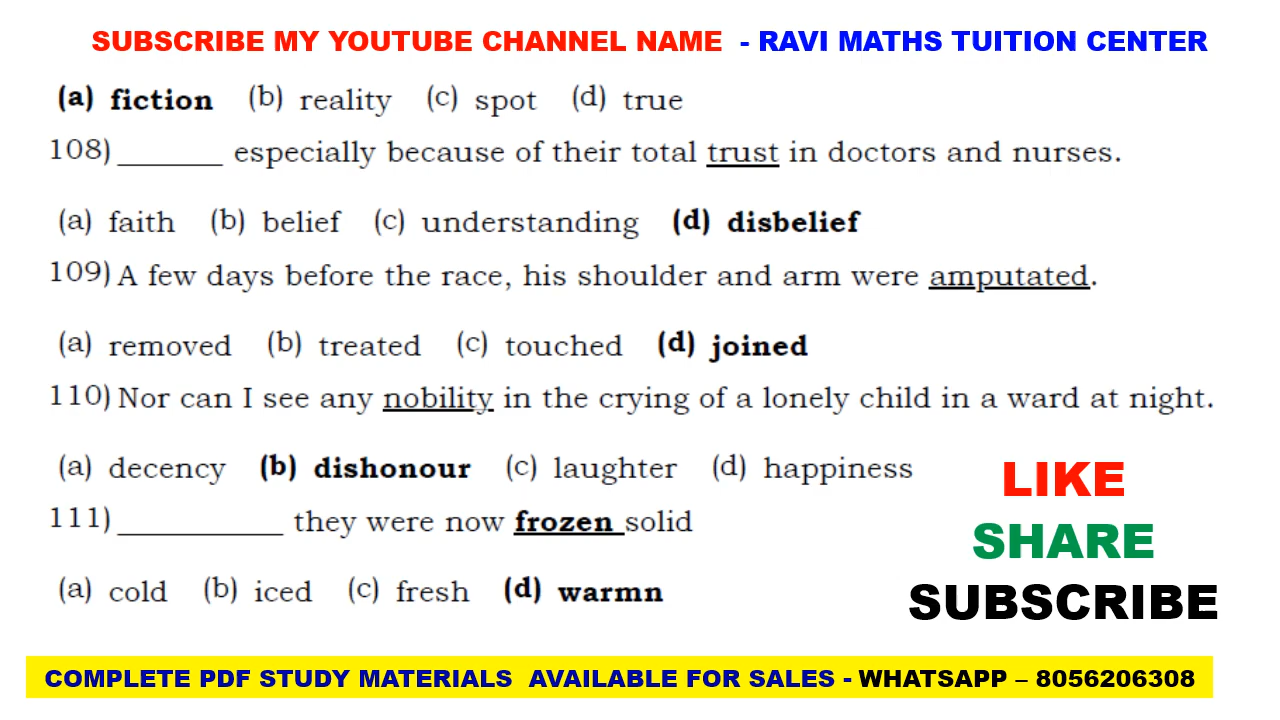 SUBSCRIBE MY YOUTUBE CHANNEL NAME - RAVI MATHS TUITION CENTER
(a) fiction (b) reality (c) spot (d) true
108) _______ especially because of their total trust in doctors and nurses.
(a) faith (b) belief (c) understanding (d) disbelief
109) A few days before the race, his shoulder and arm were amputated.
(a) removed (b) treated (c) touched (d) joined
110) Nor can I see any nobility in the crying of a lonely child in a ward at night.
(a) decency (b) dishonour (c) laughter (d) happiness
111) ___________ they were now frozen solid
(a) cold (b) iced (c) fresh (d) warmn
LIKE
SHARE
SUBSCRIBE
COMPLETE PDF STUDY MATERIALS AVAILABLE FOR SALES - WHATSAPP – 8056206308